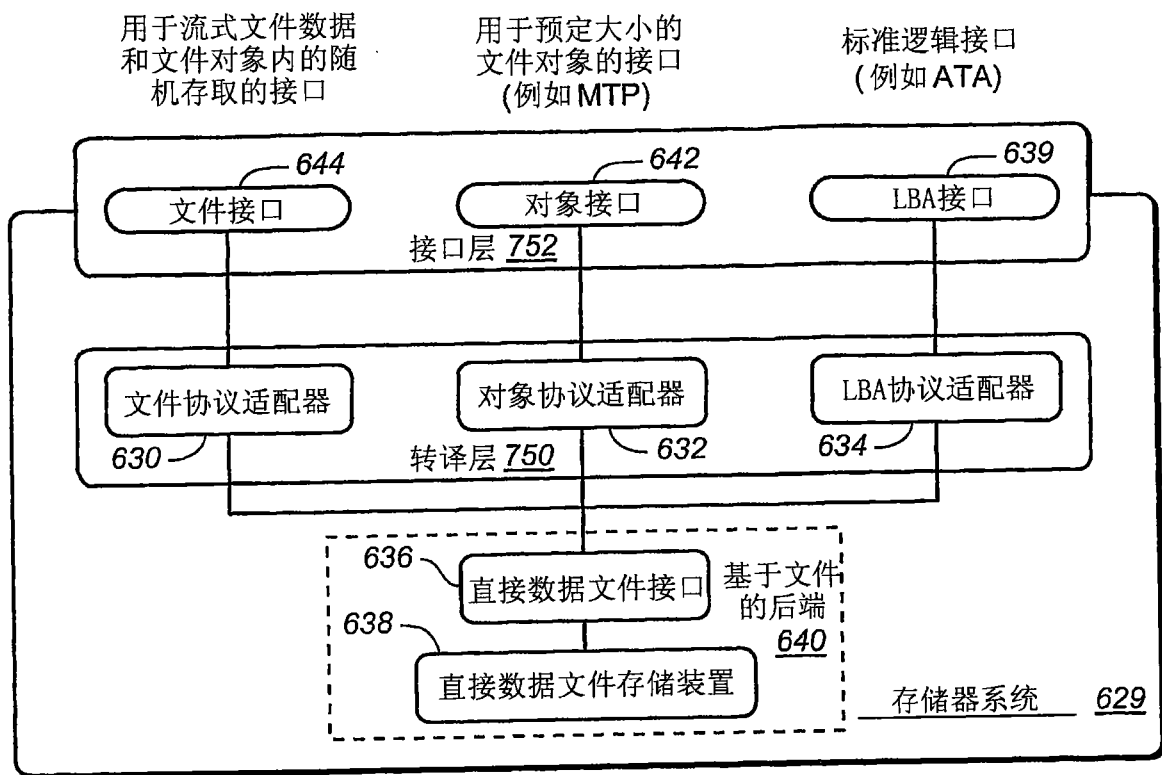 用于流式文件数据
和文件对象内的随
机存取的接口
用于预定大小的
文件对象的接口
(例如MTP)
标准逻辑接口
(例如ATA)
644
642
639
文件接口
对象接口
LBA接口
接口层 752
文件协议适配器
对象协议适配器
LBA协议适配器
630
632
634
转译层 750
636
直接数据文件接口
基于文件
的后端
640
638
直接数据文件存储装置
存储器系统 629